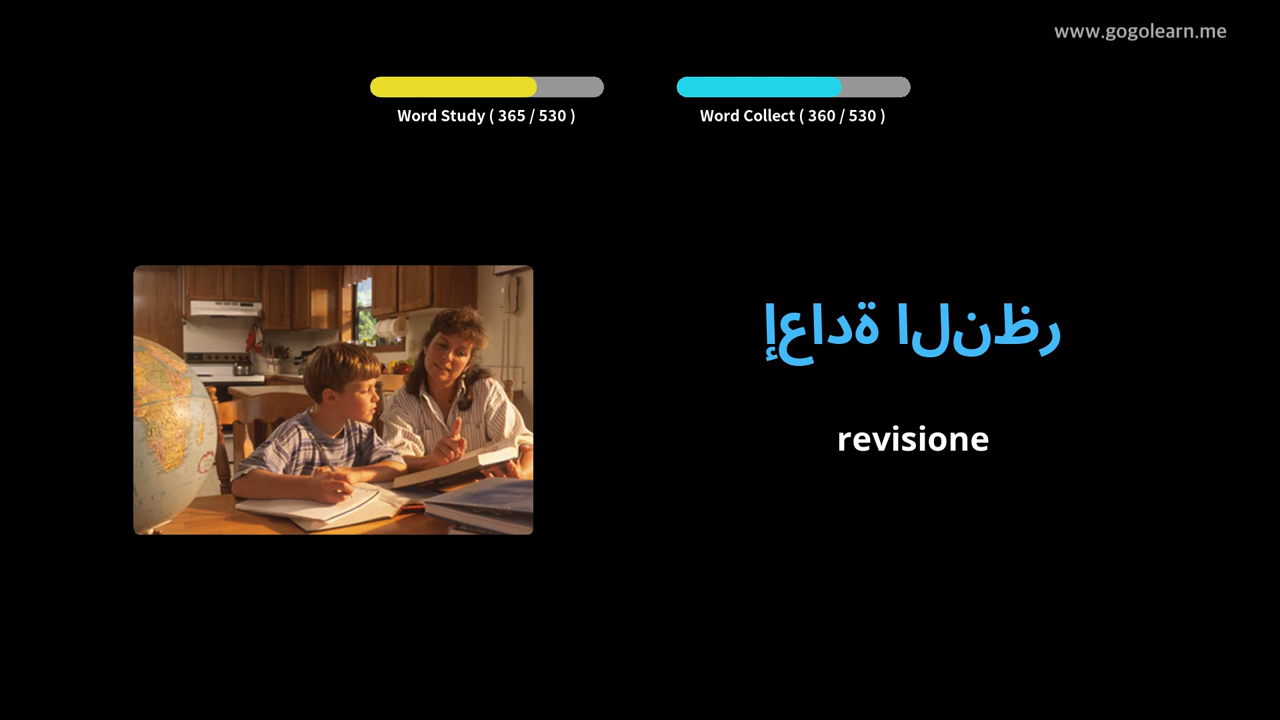 www.gogolearn.me
Word Study ( 365 / 530 )
Word Collect ( 360 / 530 )
إعادة النظر
revisione